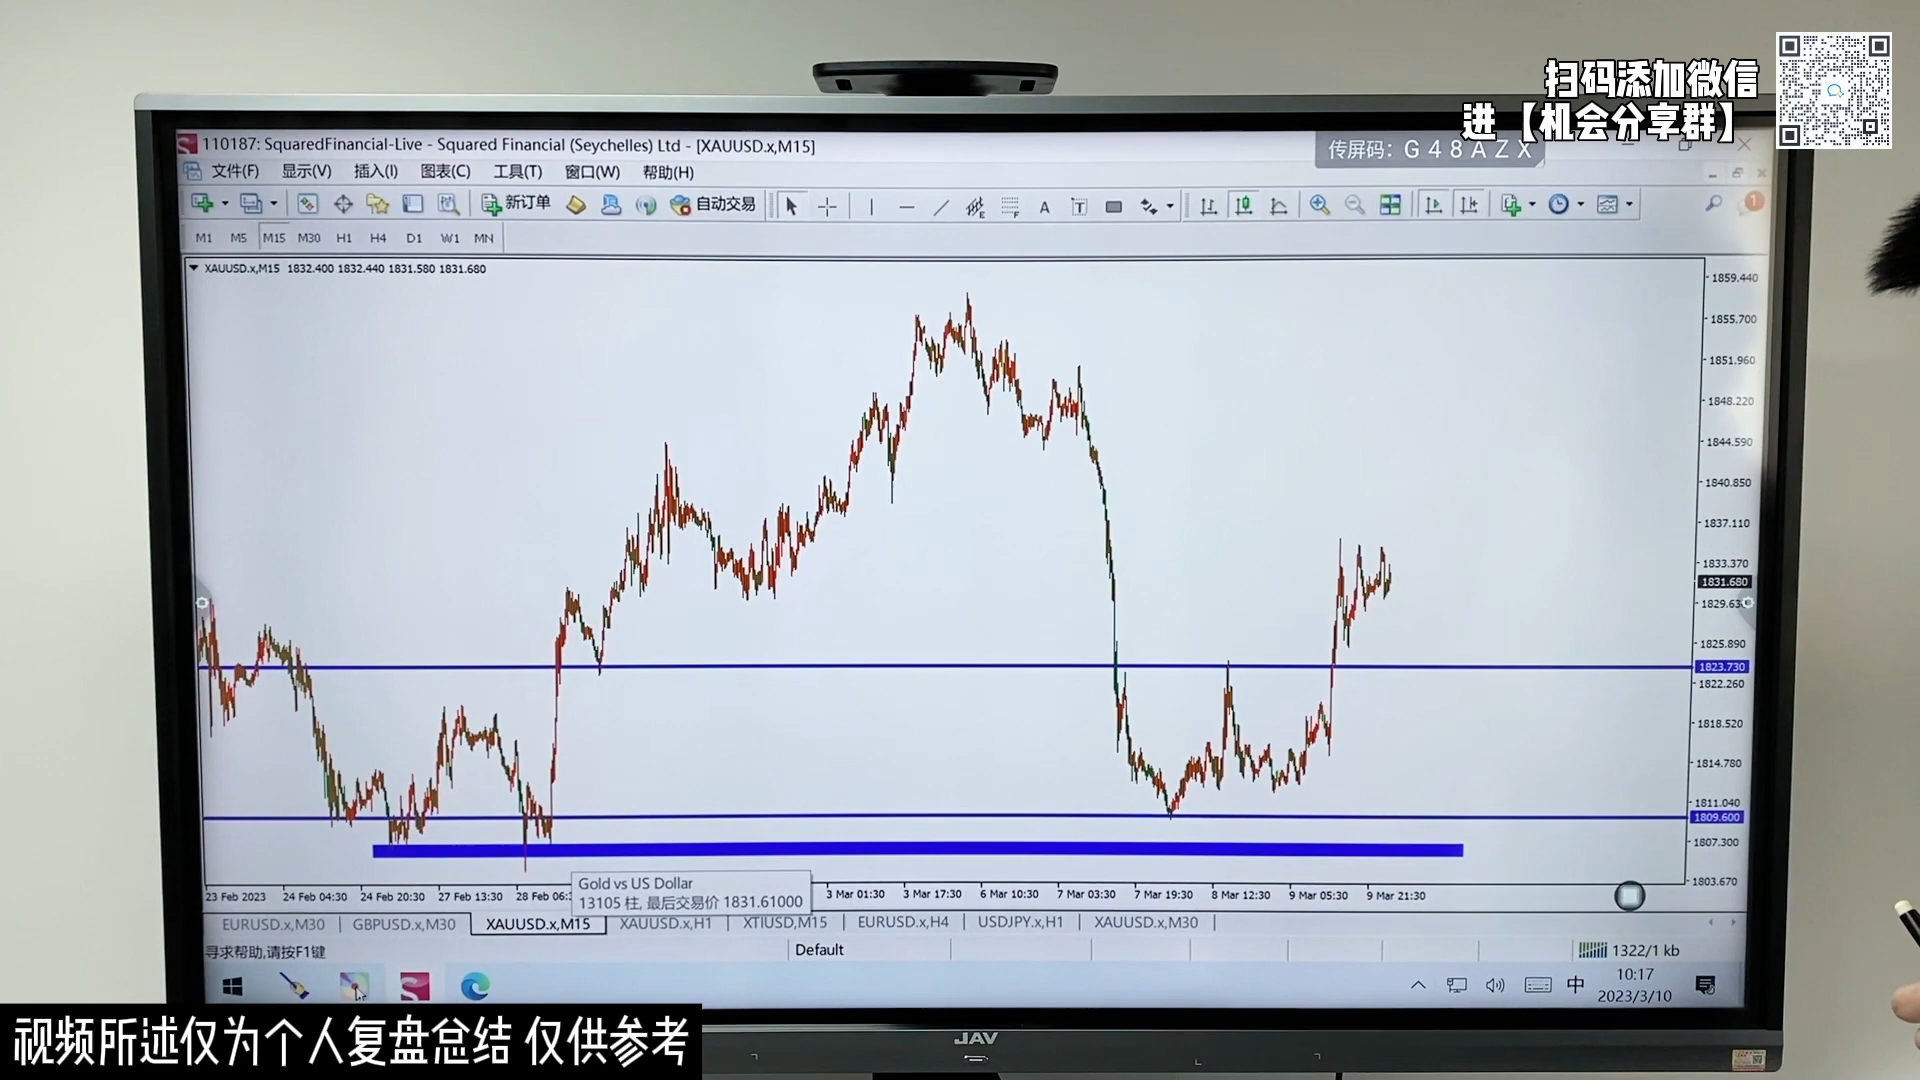 扫码添加微信
进【机会分享群】
110187: SquaredFinancial-Live - Squared Financial (Seychelles) Ltd - [XAUUSD.x,M15]
传屏码: G48AZX
文件(F) 显示(V) 插入(I) 图表(C) 工具(T) 窗口(W) 帮助(H)
新订单 自动交易
M1 M5 M15 M30 H1 H4 D1 W1 MN
XAUUSD.x,M15 1832.400 1832.440 1831.580 1831.680
1859.440
1855.700
1851.960
1848.220
1844.590
1840.850
1837.110
1833.370
1831.680
1825.890
1823.730
1822.260
1818.520
1814.780
1811.040
1809.600
1807.300
1803.670
23 Feb 2023 24 Feb 04:30 24 Feb 20:30 27 Feb 13:30 3 Mar 01:30 3 Mar 17:30 6 Mar 10:30 7 Mar 03:30 7 Mar 19:30 8 Mar 12:30 9 Mar 05:30 9 Mar 21:30
Gold vs US Dollar
13105 柱, 最后交易价 1831.61000
EURUSD.x,M30 GBPUSD.x,M30 XAUUSD.x,M15 XAUUSD.x,H1 XTIUSD,M15 EURUSD.x,H4 USDJPY.x,H1 XAUUSD.x,M30
寻求帮助,请按F1键 Default 1322/1 kb
中 10:17
2023/3/10
视频所述仅为个人复盘总结 仅供参考
JAV